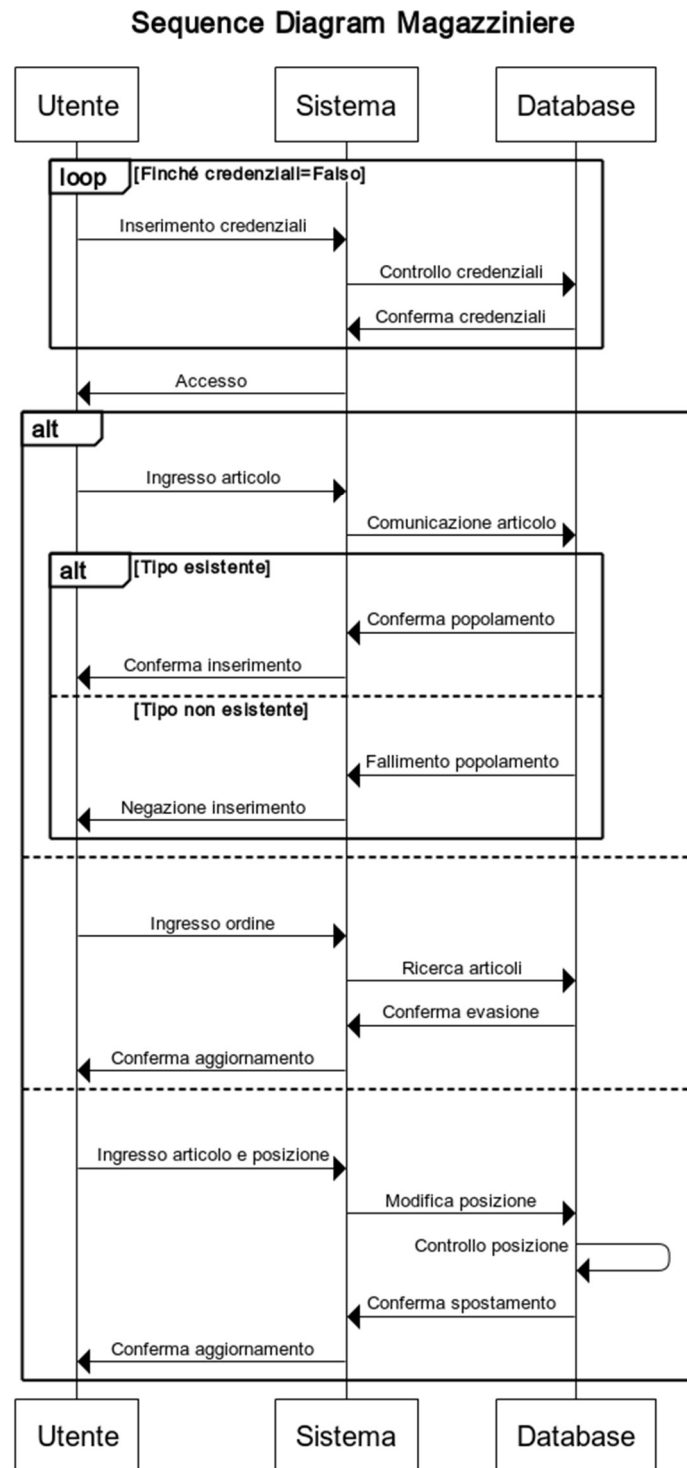 Sequence Diagram Magazziniere
Utente
Sistema
Database
loop
[Finché credenziali=Falso]
Inserimento credenziali
Controllo credenziali
Conferma credenziali
Accesso
alt
Ingresso articolo
Comunicazione articolo
alt
[Tipo esistente]
Conferma popolamento
Conferma inserimento
[Tipo non esistente]
Fallimento popolamento
Negazione inserimento
Ingresso ordine
Ricerca articoli
Conferma evasione
Conferma aggiornamento
Ingresso articolo e posizione
Modifica posizione
Controllo posizione
Conferma spostamento
Conferma aggiornamento
Utente
Sistema
Database